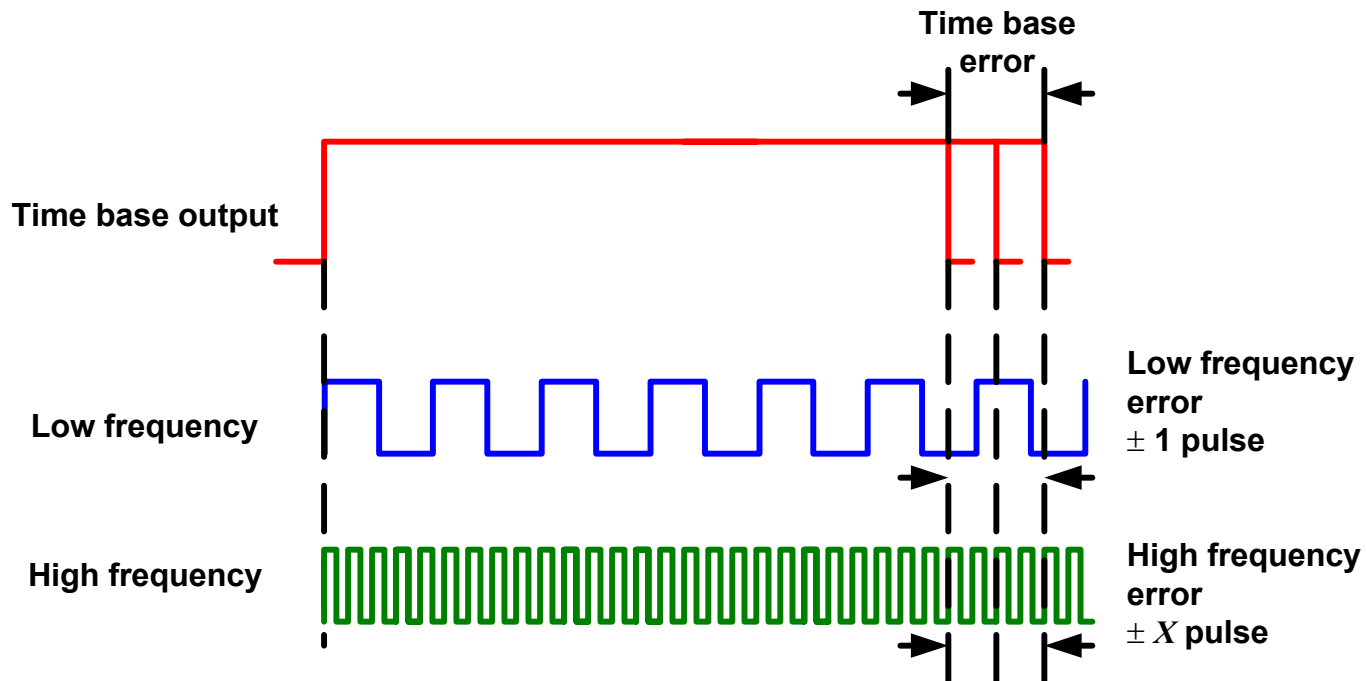 Time base
error
Time base output
Low frequency
Low frequency
error
± 1 pulse
High frequency
High frequency
error
± X pulse